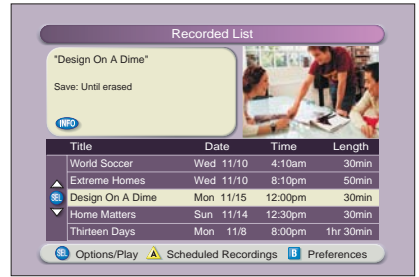 Recorded List
"Design On A Dime"
Save: Until erased
INFO
Title Date Time Length
World Soccer Wed 11/10 4:10am 30min
Extreme Homes Wed 11/10 8:10pm 50min
SEL Design On A Dime Mon 11/15 12:00pm 30min
Home Matters Sun 11/14 12:30pm 30min
Thirteen Days Mon 11/8 8:00pm 1hr 30min
SEL Options/Play A Scheduled Recordings B Preferences